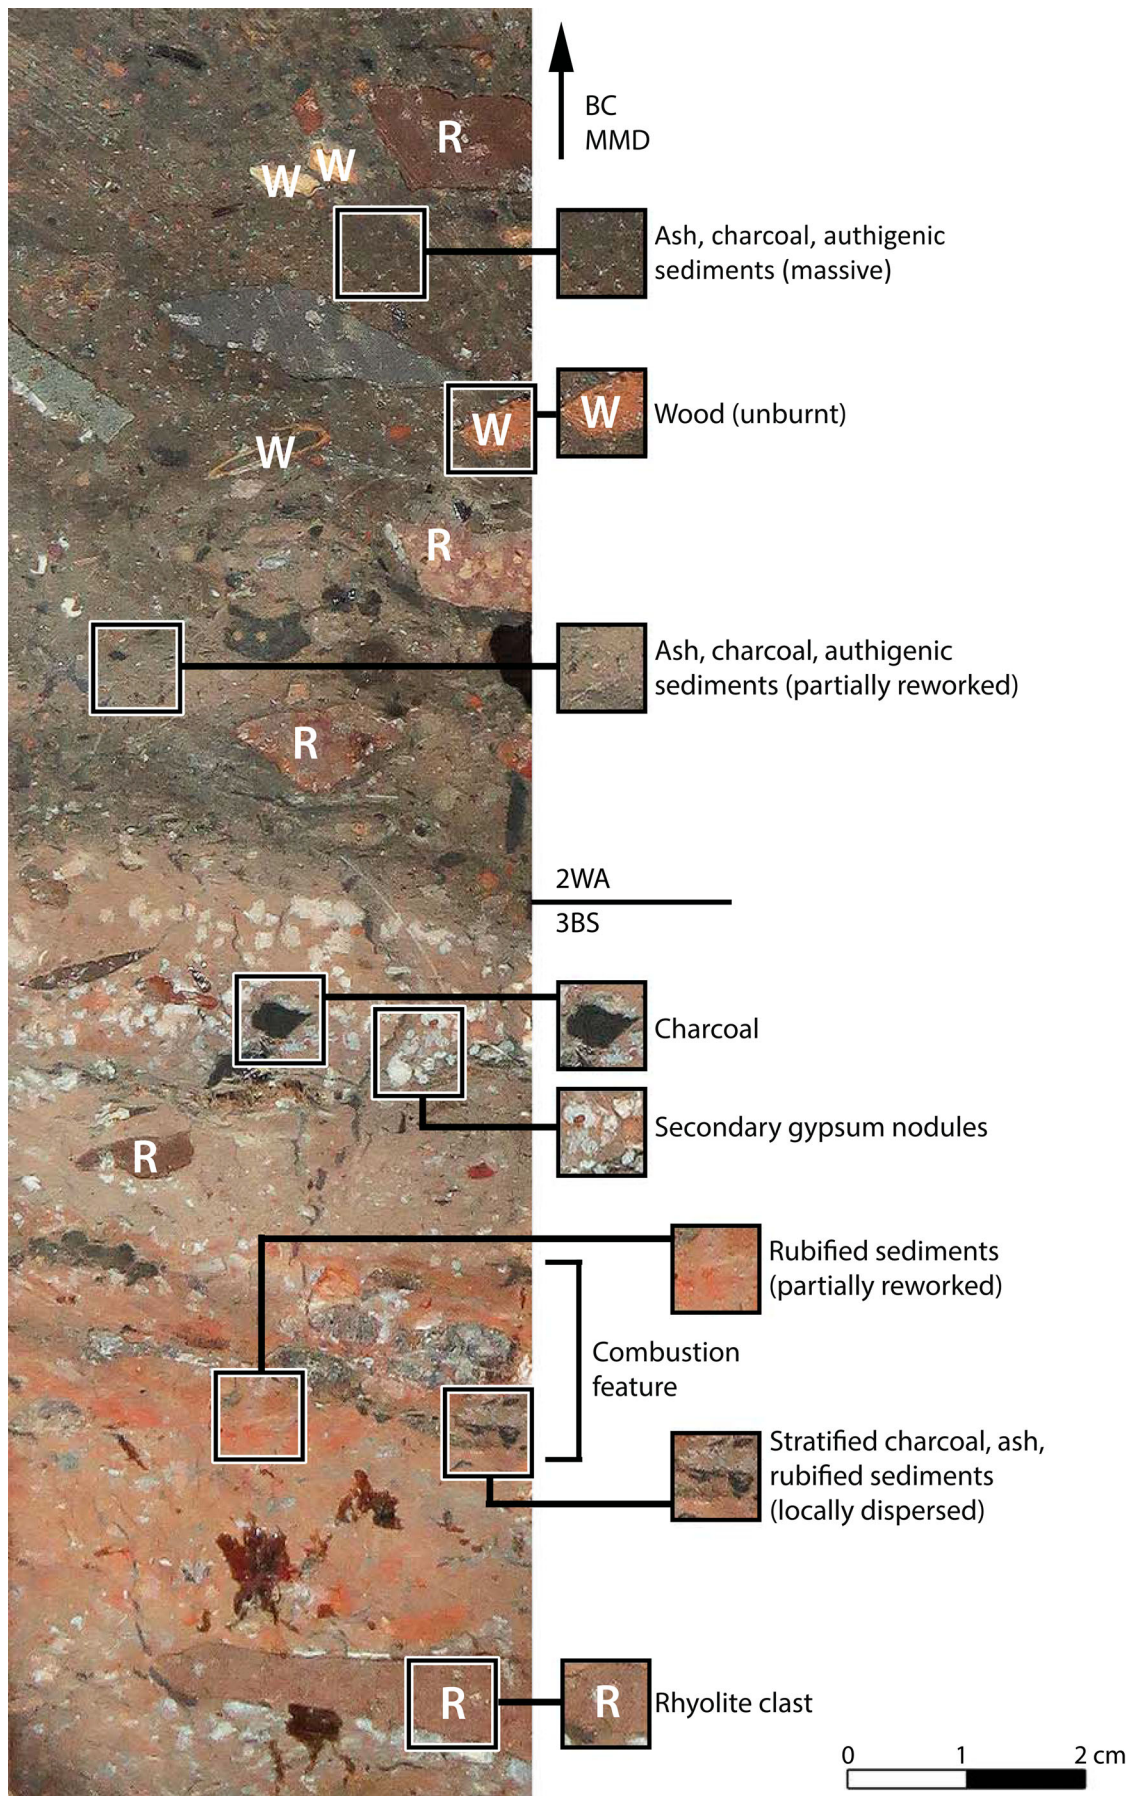 BC
MMD
R
W W
Ash, charcoal, authigenic
sediments (massive)
W W Wood (unburnt)
W
R
Ash, charcoal, authigenic
sediments (partially reworked)
R
2WA
3BS
Charcoal
Secondary gypsum nodules
R
Rubified sediments
(partially reworked)
Combustion
feature
Stratified charcoal, ash,
rubified sediments
(locally dispersed)
R R Rhyolite clast
0 1 2 cm